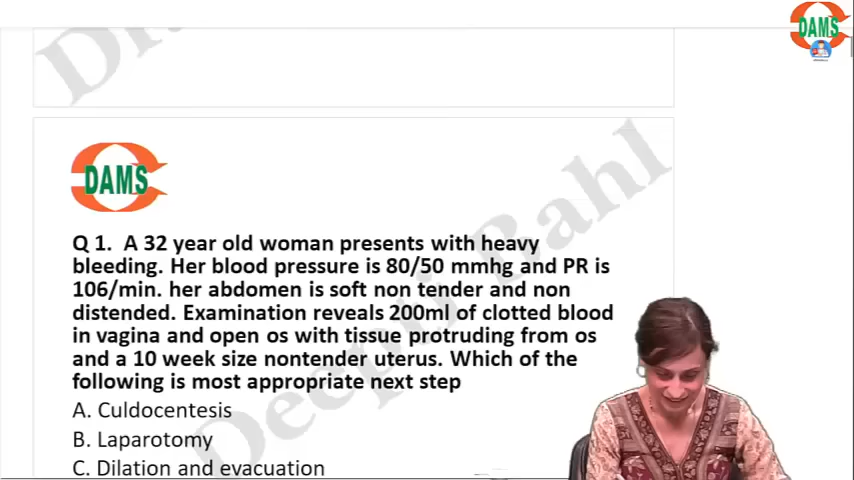 DAMS
DAMS
Deepti Bahl
Q 1. A 32 year old woman presents with heavy
bleeding. Her blood pressure is 80/50 mmhg and PR is
106/min. her abdomen is soft non tender and non
distended. Examination reveals 200ml of clotted blood
in vagina and open os with tissue protruding from os
and a 10 week size nontender uterus. Which of the
following is most appropriate next step
A. Culdocentesis
B. Laparotomy
C. Dilation and evacuation